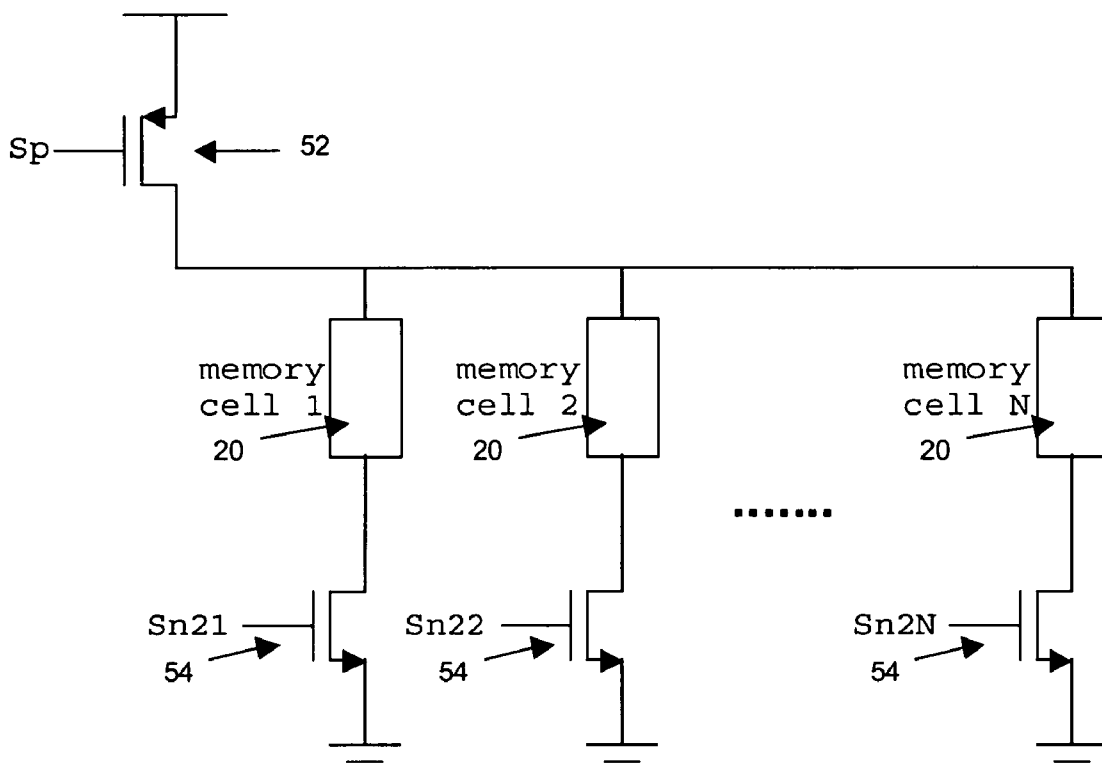 Sp
52
memory
cell 1
20
memory
cell 2
20
memory
cell N
20
.......
Sn21
54
Sn22
54
Sn2N
54